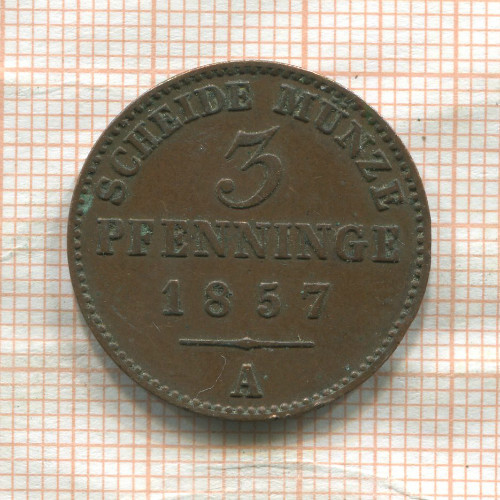 SCHEIDE MÜNZE
3
PFENNINGE
1857
A